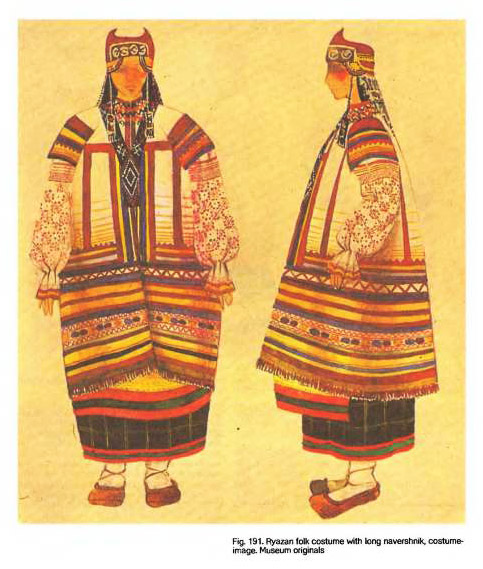 Fig. 191. Ryazan folk costume with long navershnik, costume-
image. Museum originals